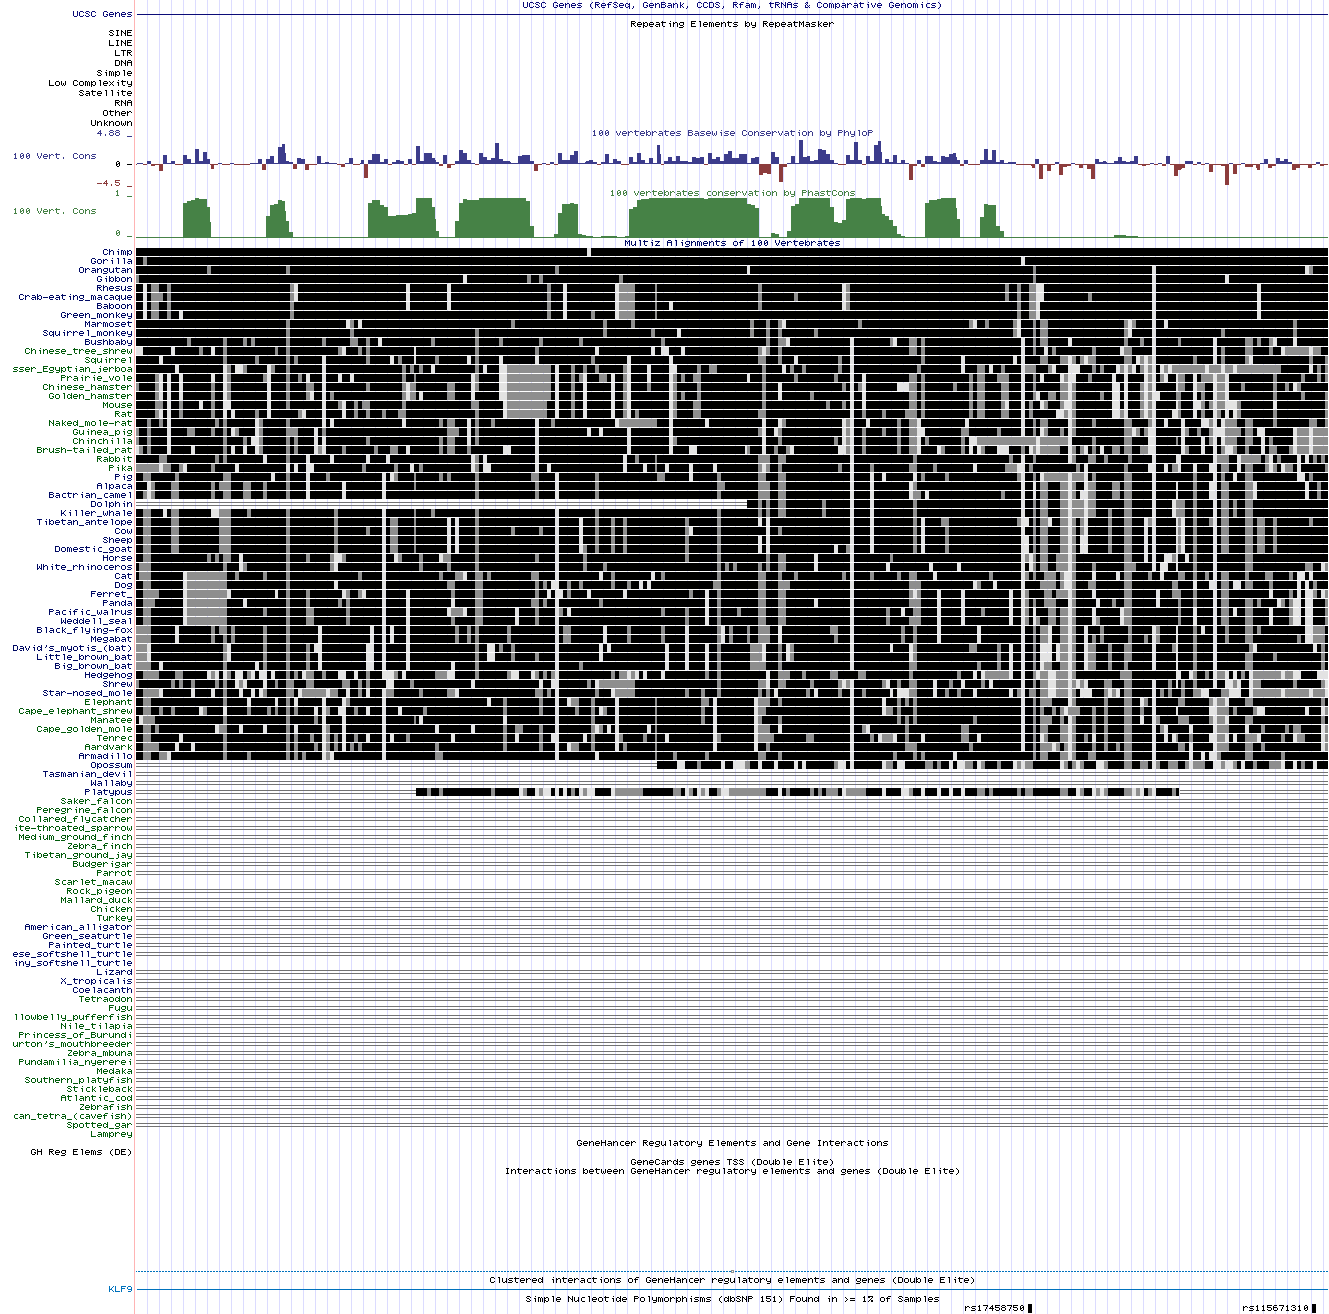 UCSC Genes (RefSeq, GenBank, CCDS, Rfam, tRNAs & Comparative Genomics)
UCSC Genes
Repeating Elements by RepeatMasker
SINE
LINE
LTR
DNA
Simple
Low Complexity
Satellite
RNA
Other
Unknown
4.88 _
100 vertebrates Basewise Conservation by PhyloP
100 Vert. Cons
0 -
-4.5 _
100 vertebrates conservation by PhastCons
1 _
100 Vert. Cons
0 _
Multiz Alignments of 100 Vertebrates
Chimp
Gorilla
Orangutan
Gibbon
Rhesus
Crab-eating_macaque
Baboon
Green_monkey
Marmoset
Squirrel_monkey
Bushbaby
Chinese_tree_shrew
Squirrel
sser_Egyptian_jerboa
Prairie_vole
Chinese_hamster
Golden_hamster
Mouse
Rat
Naked_mole-rat
Guinea_pig
Chinchilla
Brush-tailed_rat
Rabbit
Pika
Pig
Alpaca
Bactrian_camel
Dolphin
Killer_whale
Tibetan_antelope
Cow
Sheep
Domestic_goat
Horse
White_rhinoceros
Cat
Dog
Ferret_
Panda
Pacific_walrus
Weddell_seal
Black_flying-fox
Megabat
David's_myotis_(bat)
Little_brown_bat
Big_brown_bat
Hedgehog
Shrew
Star-nosed_mole
Elephant
Cape_elephant_shrew
Manatee
Cape_golden_mole
Tenrec
Aardvark
Armadillo
Opossum
Tasmanian_devil
Wallaby
Platypus
Saker_falcon
Peregrine_falcon
Collared_flycatcher
ite-throated_sparrow
Medium_ground_finch
Zebra_finch
Tibetan_ground_jay
Budgerigar
Parrot
Scarlet_macaw
Rock_pigeon
Mallard_duck
Chicken
Turkey
American_alligator
Green_seaturtle
Painted_turtle
ese_softshell_turtle
iny_softshell_turtle
Lizard
X_tropicalis
Coelacanth
Tetraodon
Fugu
llowbelly_pufferfish
Nile_tilapia
Princess_of_Burundi
urton's_mouthbreeder
Zebra_mbuna
Pundamilia_nyererei
Medaka
Southern_platyfish
Stickleback
Atlantic_cod
Zebrafish
can_tetra_(cavefish)
Spotted_gar
Lamprey
GeneHancer Regulatory Elements and Gene Interactions
GH Reg Elems (DE)
GeneCards genes TSS (Double Elite)
Interactions between GeneHancer regulatory elements and genes (Double Elite)
Clustered interactions of GeneHancer regulatory elements and genes (Double Elite)
KLF9
Simple Nucleotide Polymorphisms (dbSNP 151) Found in >= 1% of Samples
rs17458750 rs115671310